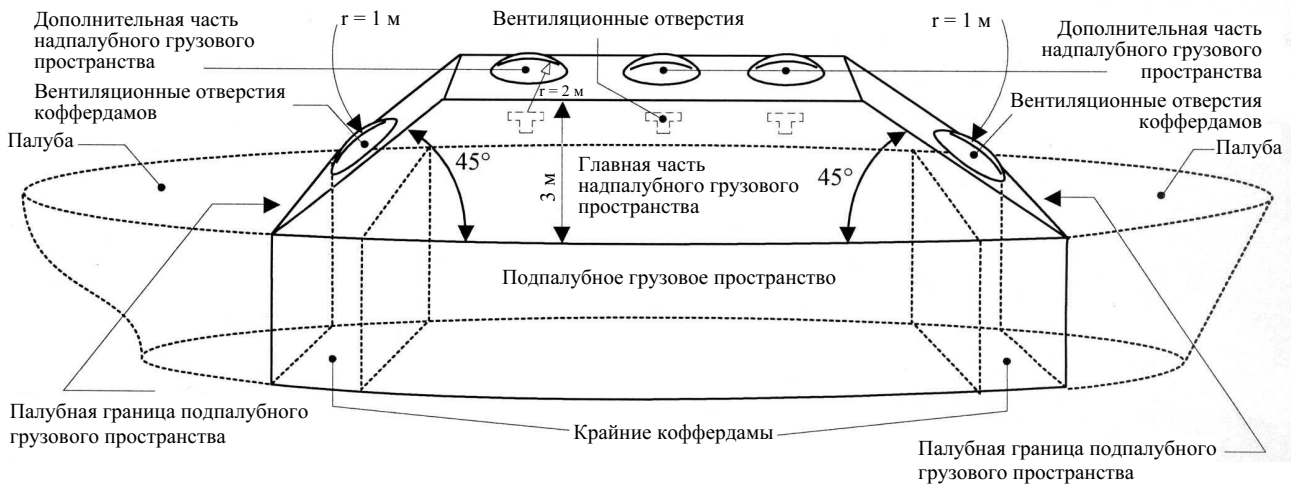 Дополнительная часть
надпалубного грузового
пространства
r = 1 м
Вентиляционные отверстия
r = 1 м
Дополнительная часть
надпалубного грузового
пространства
Вентиляционные отверстия
коффердамов
r = 2 м
Вентиляционные отверстия
коффердамов
Палуба
Палуба
45°
3 м
Главная часть
надпалубного грузового
пространства
45°
Подпалубное грузовое пространство
Палубная граница подпалубного
грузового пространства
Крайние коффердамы
Палубная граница подпалубного
грузового пространства